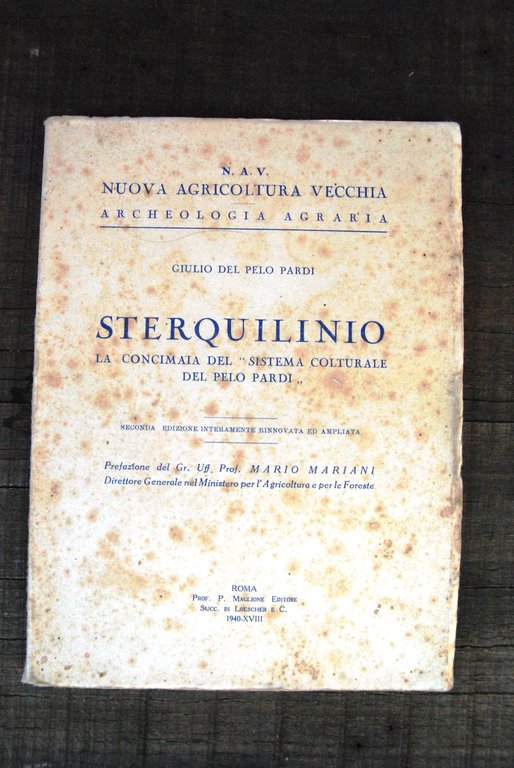 N. A. V.
NUOVA AGRICOLTURA VECCHIA
ARCHEOLOGIA AGRARIA
GIULIO DEL PELO PARDI
STERQUILINIO
LA CONCIMAIA DEL “SISTEMA COLTURALE
DEL PELO PARDI„
SECONDA EDIZIONE INTERAMENTE RINNOVATA ED AMPLIATA
Prefazione del Gr. Uff. Prof. MARIO MARIANI
Direttore Generale nel Ministero per l'Agricoltura e per le Foreste
ROMA
PROF. P. MAGLIONE EDITORE
SUCC. DI LOESCHER E C.
1940-XVIII